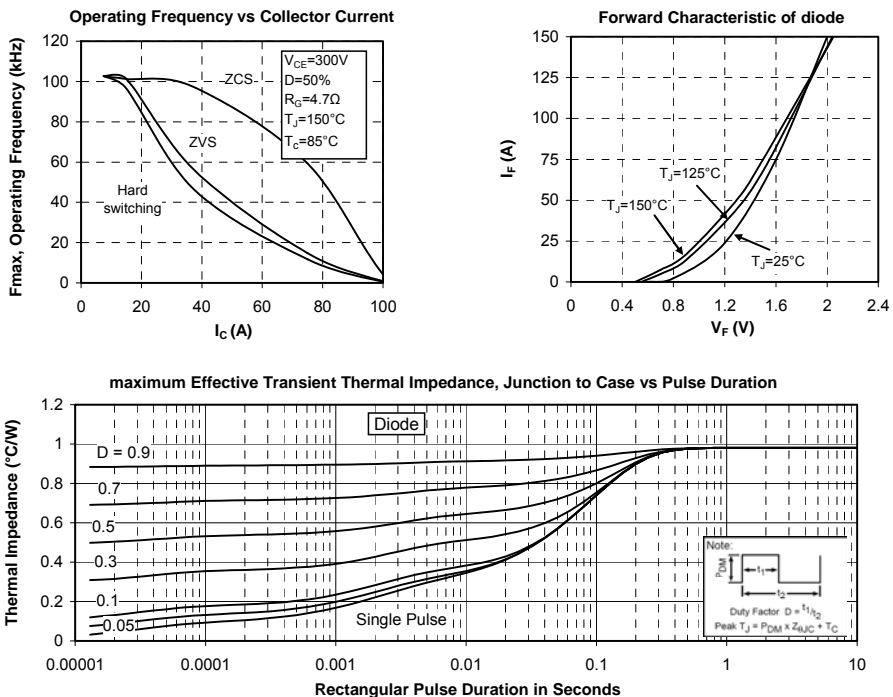 Operating Frequency vs Collector Current
Fmax, Operating Frequency (kHz)
120
100
80
60
40
20
0
0 20 40 60 80 100
I_C (A)
ZCS
ZVS
Hard
switching
V_CE=300V
D=50%
R_G=4.7Ω
T_J=150°C
T_c=85°C
Forward Characteristic of diode
I_F (A)
150
125
100
75
50
25
0
0 0.4 0.8 1.2 1.6 2 2.4
V_F (V)
T_J=125°C
T_J=150°C
T_J=25°C
maximum Effective Transient Thermal Impedance, Junction to Case vs Pulse Duration
Thermal Impedance (°C/W)
1.2
1
0.8
0.6
0.4
0.2
0
0.00001 0.0001 0.001 0.01 0.1 1 10
Rectangular Pulse Duration in Seconds
Diode
D = 0.9
0.7
0.5
0.3
0.1
0.05
Single Pulse
Note:
P_DM
t_1
t_2
Duty Factor D = t_1/t_2
Peak T_J = P_DM x Z_θJC + T_C